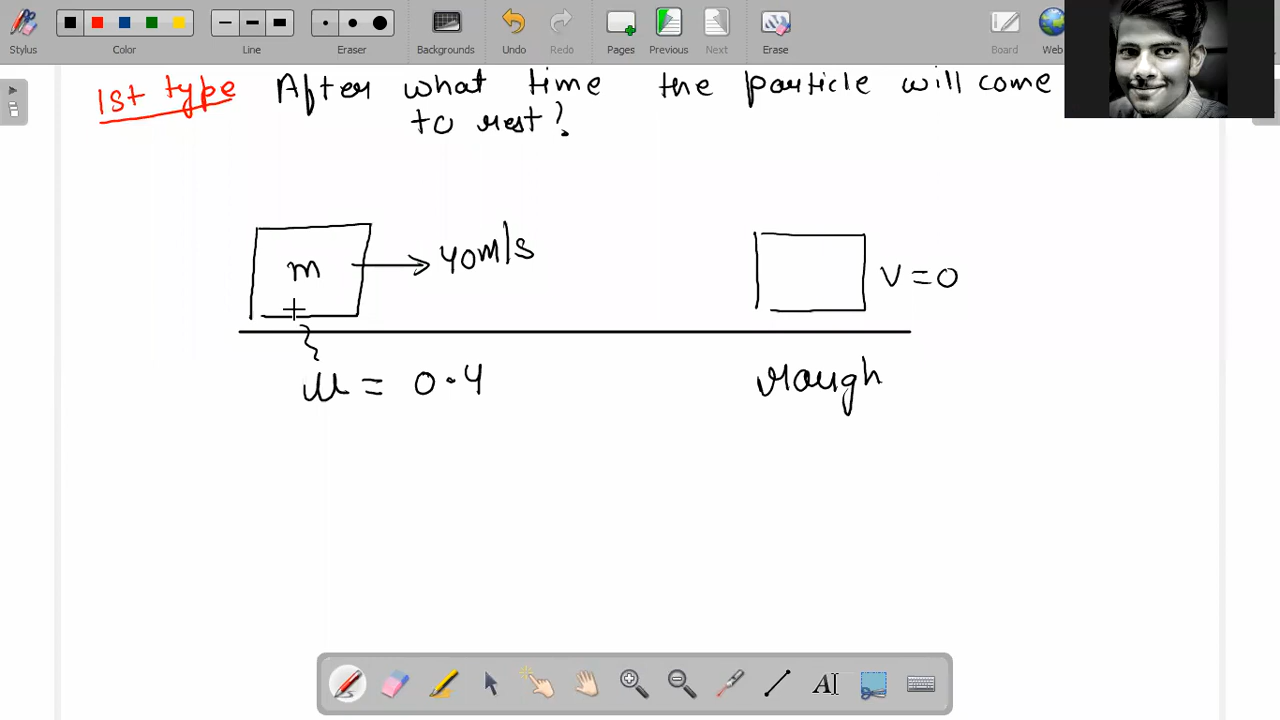 Stylus
Color
Line
Eraser
Backgrounds
Undo
Redo
Pages
Previous
Next
Erase
Board
Web
1st type After what time the particle will come
to rest?
m
40m/s
V=0
μ = 0.4
rough